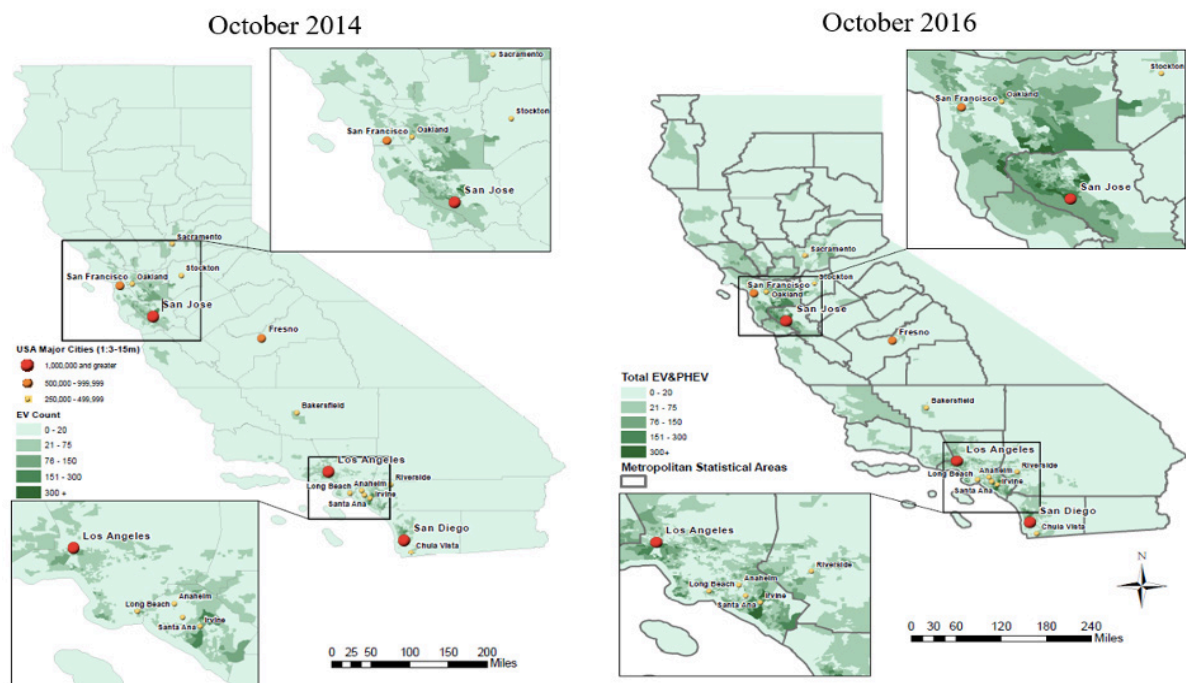 October 2014
Sacramento
Stockton
San Francisco
Oakland
San Jose
Sacramento
San Francisco
Oakland
Stockton
San Jose
Fresno
USA Major Cities (1:3-15m)
1,000,000 and greater
500,000 - 999,999
250,000 - 499,999
EV Count
0 - 20
21 - 75
76 - 150
151 - 300
300 +
Bakersfield
Los Angeles
Riverside
Long Beach
Anaheim
Irvine
Santa Ana
San Diego
Chula Vista
Los Angeles
Long Beach
Anaheim
Santa Ana
Irvine
0 25 50 100 150 200
Miles
October 2016
Stockton
San Francisco
Oakland
San Jose
Sacramento
San Francisco
Stockton
Oakland
San Jose
Fresno
Total EV&PHEV
0 - 20
21 - 75
76 - 150
151 - 300
300+
Metropolitan Statistical Areas
Bakersfield
Los Angeles
Long Beach
Anaheim
Riverside
Santa Ana
Irvine
San Diego
Chula Vista
Los Angeles
Riverside
Long Beach
Anaheim
Santa Ana
Irvine
N
0 30 60 120 180 240
Miles